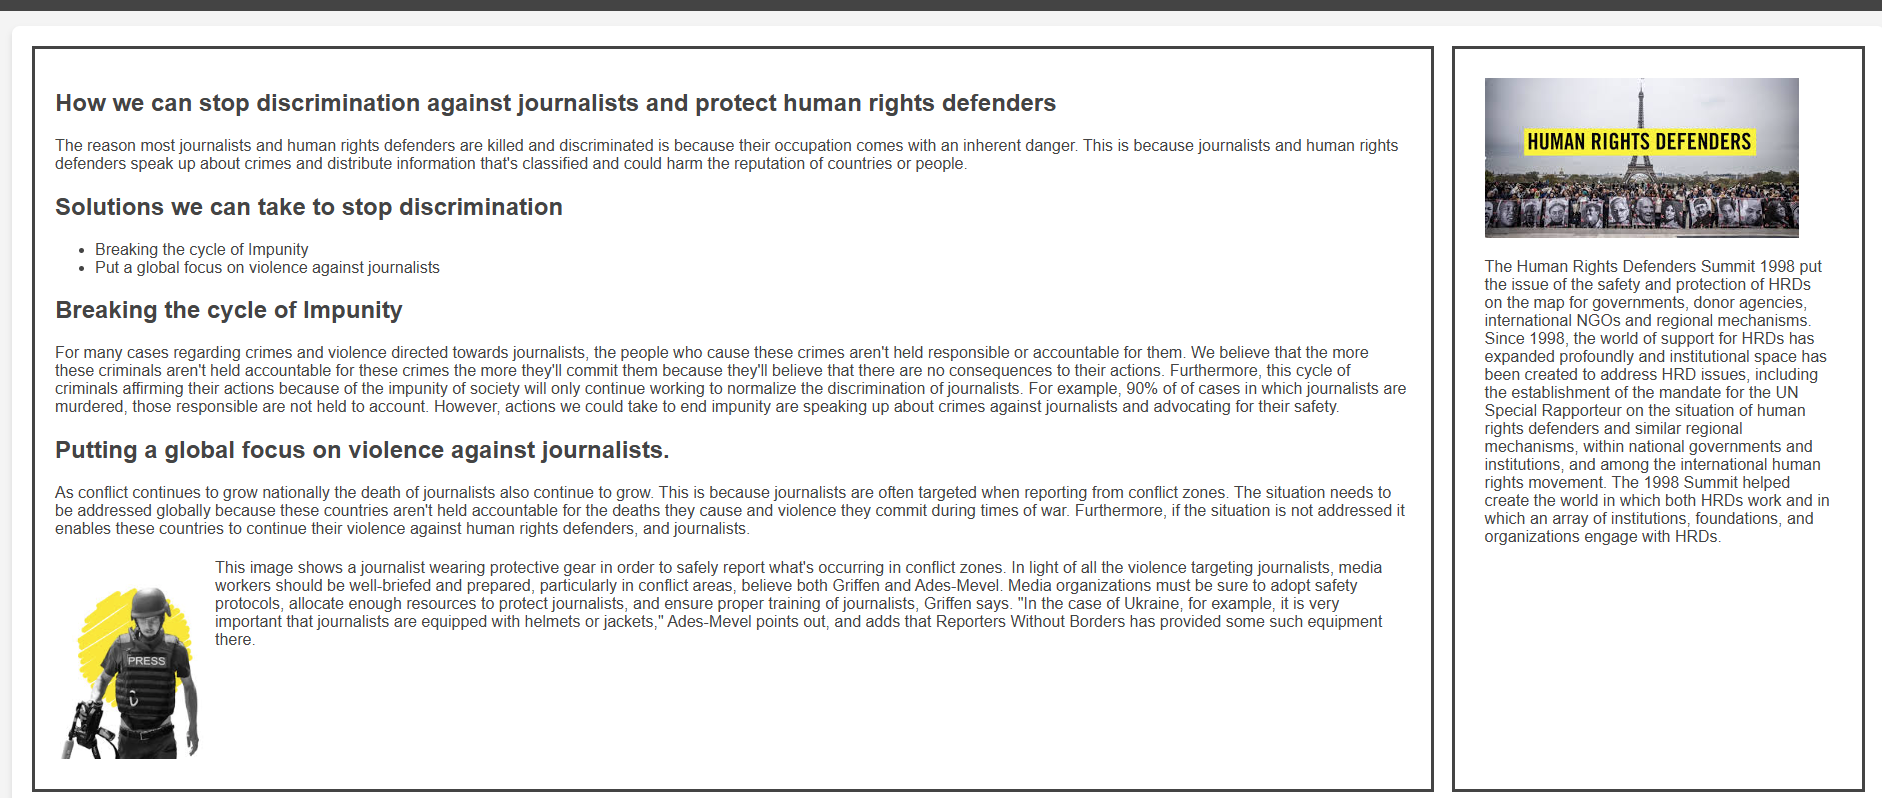 How we can stop discrimination against journalists and protect human rights defenders
The reason most journalists and human rights defenders are killed and discriminated is because their occupation comes with an inherent danger. This is because journalists and human rights
defenders speak up about crimes and distribute information that's classified and could harm the reputation of countries or people.
Solutions we can take to stop discrimination
Breaking the cycle of Impunity
Put a global focus on violence against journalists
Breaking the cycle of Impunity
For many cases regarding crimes and violence directed towards journalists, the people who cause these crimes aren't held responsible or accountable for them. We believe that the more
these criminals aren't held accountable for these crimes the more they'll commit them because they'll believe that there are no consequences to their actions. Furthermore, this cycle of
criminals affirming their actions because of the impunity of society will only continue working to normalize the discrimination of journalists. For example, 90% of of cases in which journalists are
murdered, those responsible are not held to account. However, actions we could take to end impunity are speaking up about crimes against journalists and advocating for their safety.
Putting a global focus on violence against journalists.
As conflict continues to grow nationally the death of journalists also continue to grow. This is because journalists are often targeted when reporting from conflict zones. The situation needs to
be addressed globally because these countries aren't held accountable for the deaths they cause and violence they commit during times of war. Furthermore, if the situation is not addressed it
enables these countries to continue their violence against human rights defenders, and journalists.
This image shows a journalist wearing protective gear in order to safely report what's occurring in conflict zones. In light of all the violence targeting journalists, media
workers should be well-briefed and prepared, particularly in conflict areas, believe both Griffen and Ades-Mevel. Media organizations must be sure to adopt safety
protocols, allocate enough resources to protect journalists, and ensure proper training of journalists, Griffen says. "In the case of Ukraine, for example, it is very
important that journalists are equipped with helmets or jackets," Ades-Mevel points out, and adds that Reporters Without Borders has provided some such equipment
there.
PRESS
HUMAN RIGHTS DEFENDERS
The Human Rights Defenders Summit 1998 put
the issue of the safety and protection of HRDs
on the map for governments, donor agencies,
international NGOs and regional mechanisms.
Since 1998, the world of support for HRDs has
expanded profoundly and institutional space has
been created to address HRD issues, including
the establishment of the mandate for the UN
Special Rapporteur on the situation of human
rights defenders and similar regional
mechanisms, within national governments and
institutions, and among the international human
rights movement. The 1998 Summit helped
create the world in which both HRDs work and in
which an array of institutions, foundations, and
organizations engage with HRDs.